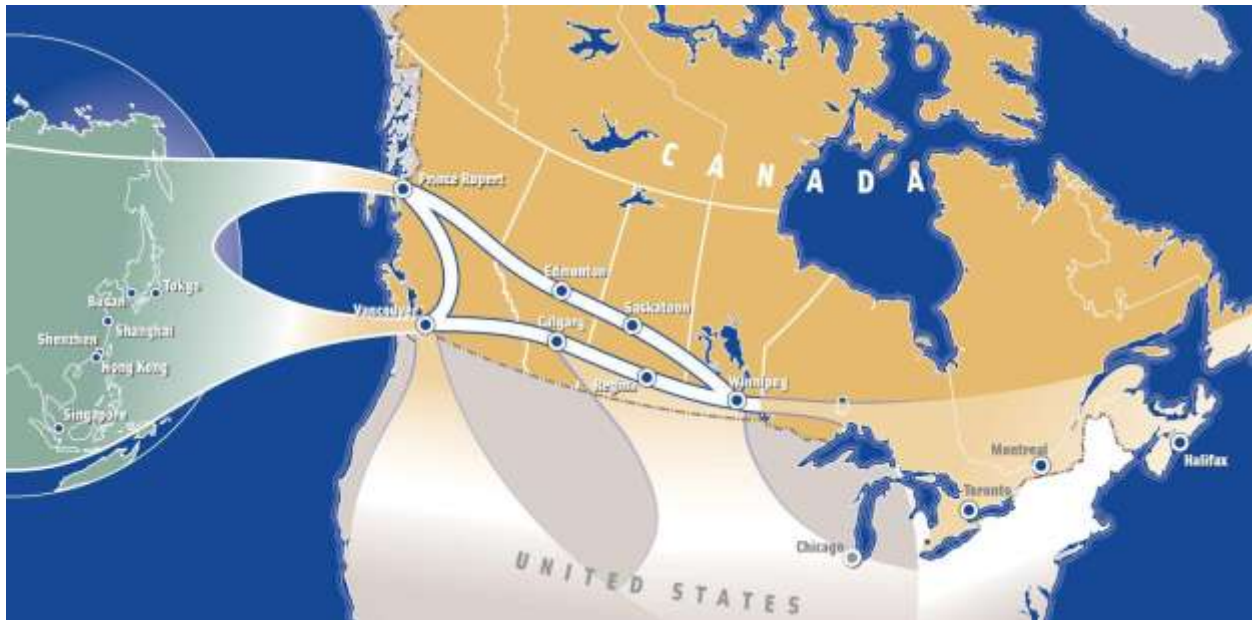 CANADA
Prince Rupert
Edmonton
Busan
Tokyo
Vancouver
Saskatoon
Shanghai
Calgary
Shenzhen
Hong Kong
Regina
Winnipeg
Singapore
Montreal
Halifax
Toronto
Chicago
UNITED STATES